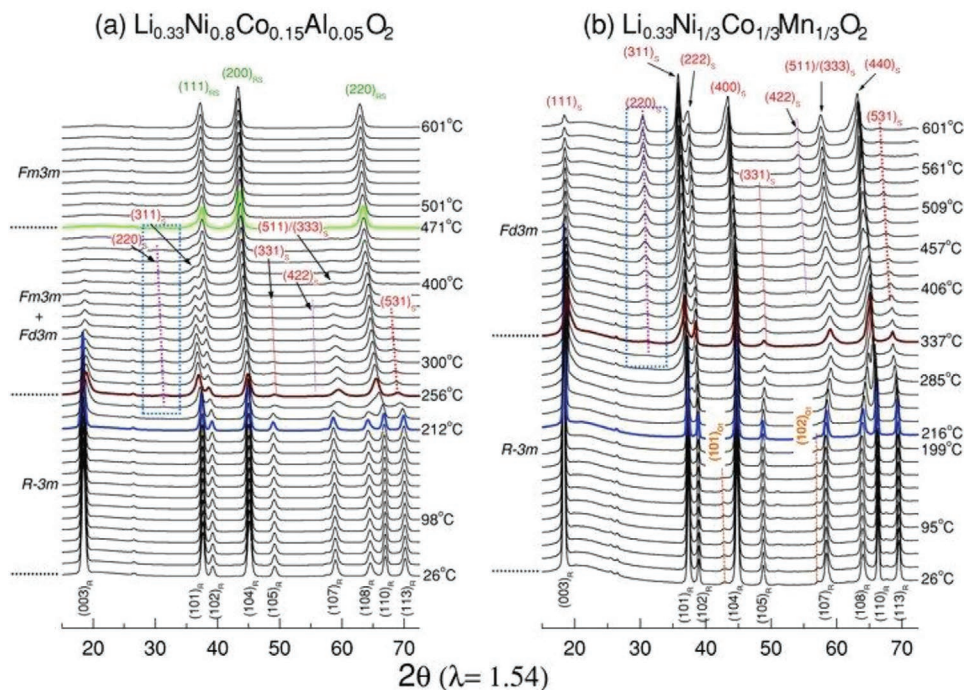 (a) Li0.33Ni0.8Co0.15Al0.05O2
(111)RS
(200)RS
(220)RS
601°C
Fm3m
501°C
471°C
(311)S
(220)
(511)/(333)S
(331)S
(422)S
400°C
Fm3m
+
Fd3m
(531)S
300°C
256°C
212°C
R-3m
98°C
26°C
(003)R
(101)R
(102)R
(104)R
(105)R
(107)R
(108)R
(110)R
(113)R
20 30 40 50 60 70
(b) Li0.33Ni1/3Co1/3Mn1/3O2
(311)S
(222)S
(511)/(333)S
(440)S
(111)S
(220)S
(400)S
(422)S
(531)S
601°C
561°C
(331)S
509°C
Fd3m
457°C
406°C
337°C
285°C
(101)O1
(102)O1
216°C
199°C
R-3m
95°C
26°C
(003)R
(101)R
(102)R
(104)R
(105)R
(107)R
(108)R
(110)R
(113)R
20 30 40 50 60 70
2θ (λ= 1.54)